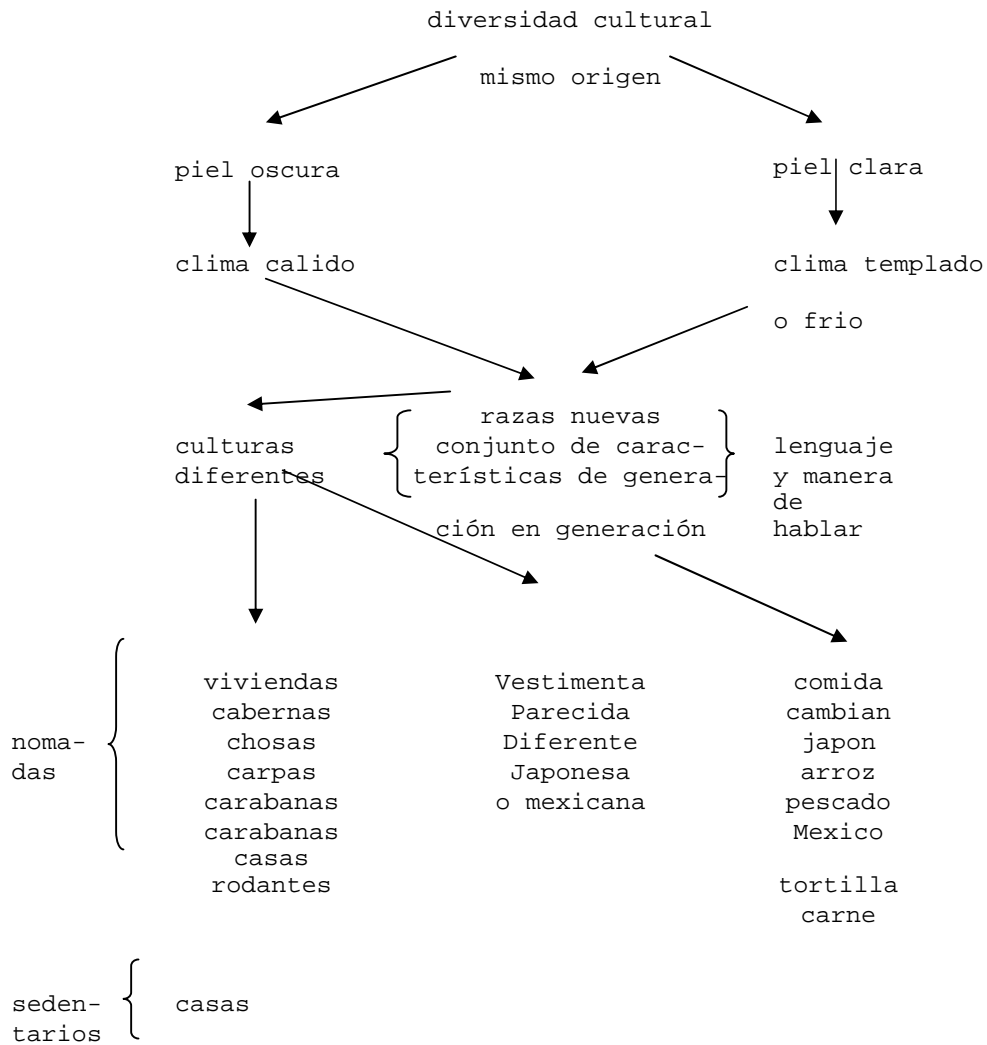 diversidad cultural
mismo origen
piel oscura
piel clara
clima calido
clima templado
o frio
culturas
diferentes
razas nuevas
conjunto de carac-
terísticas de genera-
ción en generación
lenguaje
y manera
de
hablar
noma-
das
viviendas
cabernas
chosas
carpas
carabanas
carabanas
casas
rodantes
Vestimenta
Parecida
Diferente
Japonesa
o mexicana
comida
cambian
japon
arroz
pescado
Mexico
tortilla
carne
seden-
tarios
casas